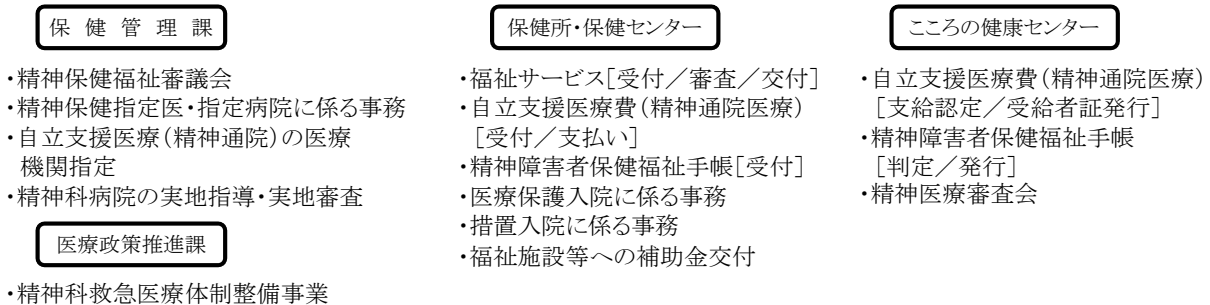 保健管理課
・精神保健福祉審議会
・精神保健指定医・指定病院に係る事務
・自立支援医療(精神通院)の医療
機関指定
・精神科病院の実地指導・実地審査
医療政策推進課
・精神科救急医療体制整備事業
保健所・保健センター
・福祉サービス[受付/審査/交付]
・自立支援医療費(精神通院医療)
[受付/支払い]
・精神障害者保健福祉手帳[受付]
・医療保護入院に係る事務
・措置入院に係る事務
・福祉施設等への補助金交付
こころの健康センター
・自立支援医療費(精神通院医療)
[支給認定/受給者証発行]
・精神障害者保健福祉手帳
[判定/発行]
・精神医療審査会